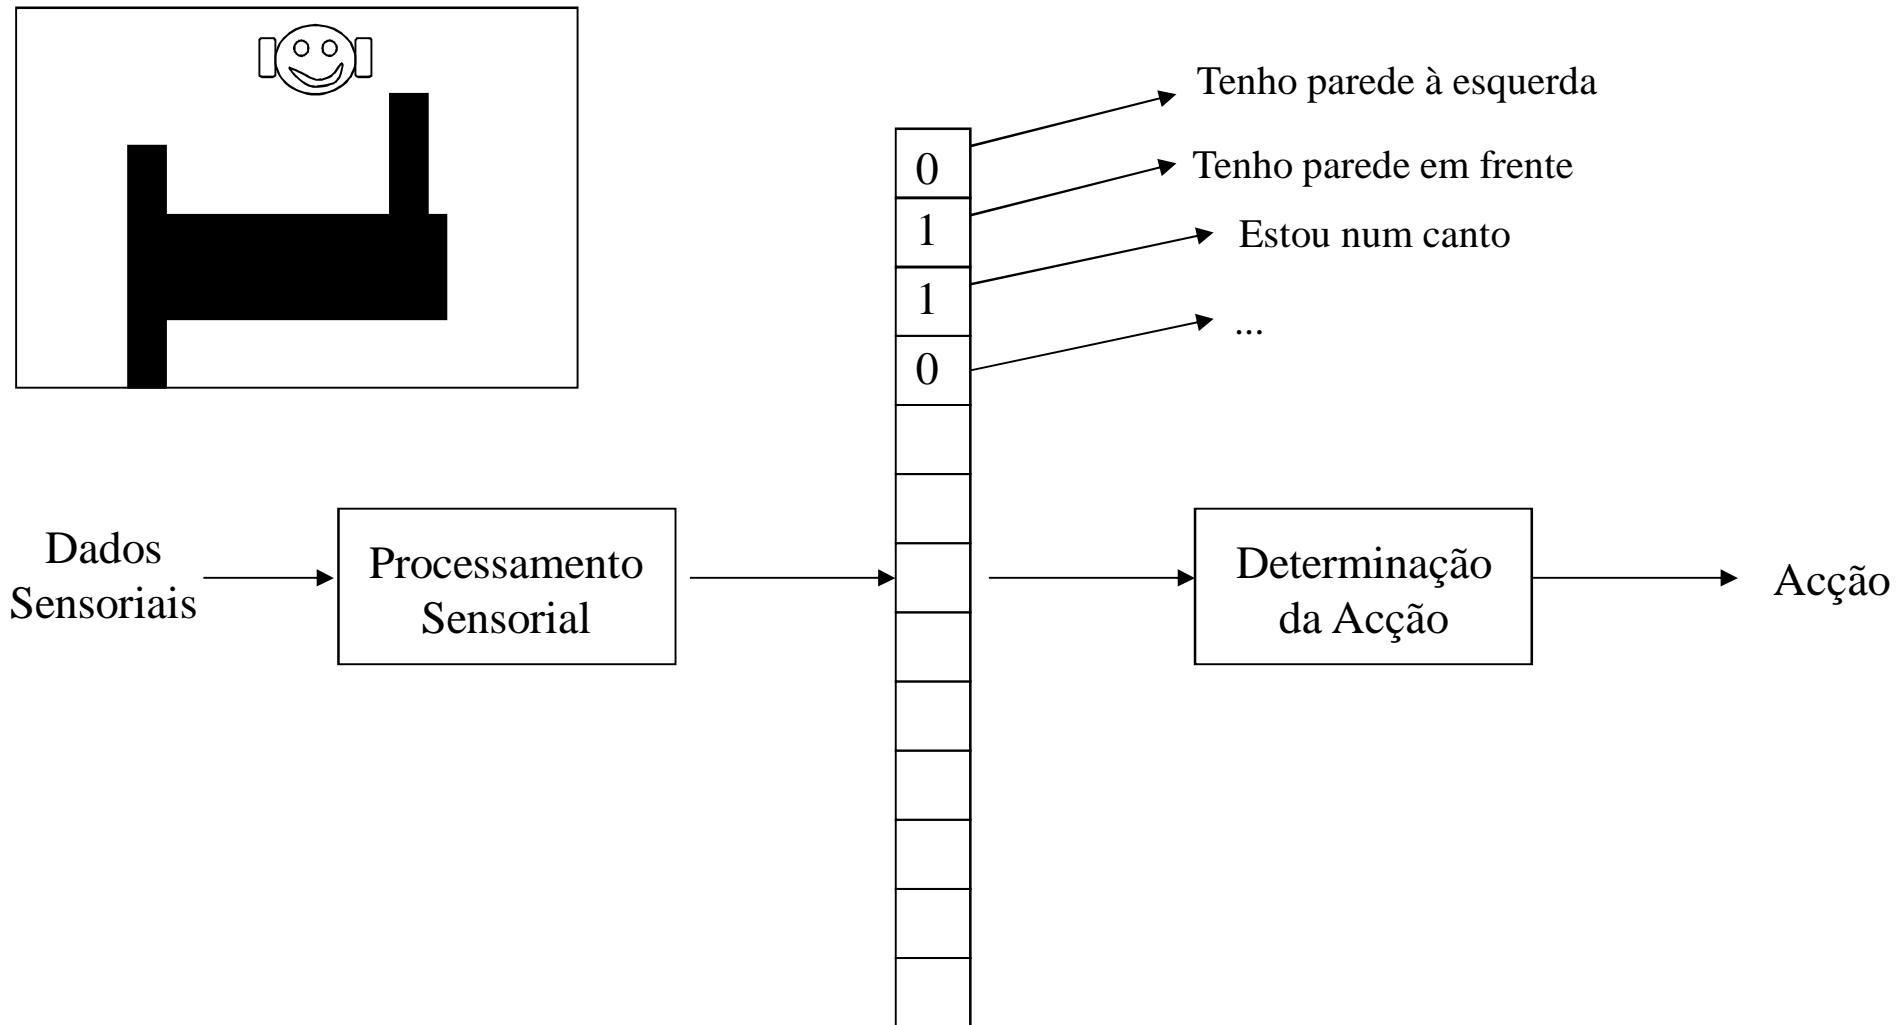 Tenho parede à esquerda
0
Tenho parede em frente
1
Estou num canto
1
...
0
Dados
Sensoriais
Processamento
Sensorial
Determinação
da Acção
Acção